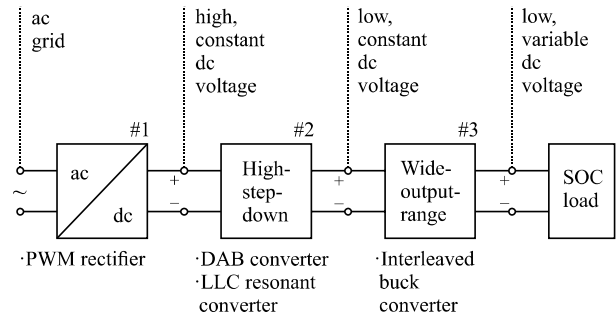 ac
grid
high,
constant
dc
voltage
low,
constant
dc
voltage
low,
variable
dc
voltage
#1
#2
#3
~
ac
dc
+
−
High-
step-
down
+
−
Wide-
output-
range
+
−
SOC
load
·PWM rectifier
·DAB converter
·LLC resonant
converter
·Interleaved
buck
converter